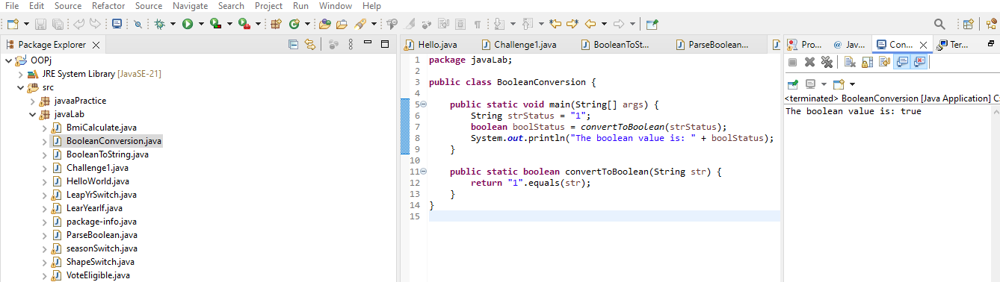 File Edit Source Refactor Source Navigate Search Project Run Window Help
Package Explorer
OOPj
JRE System Library [JavaSE-21]
src
javaaPractice
javaLab
BmiCalculate.java
BooleanConversion.java
BooleanToString.java
Challenge1.java
HelloWorld.java
LeapYrSwitch.java
LearYearIf.java
package-info.java
ParseBoolean.java
seasonSwitch.java
ShapeSwitch.java
VoteEligible.java
Hello.java Challenge1.java BooleanToSt... ParseBoolean...
1 package javaLab;
2
3 public class BooleanConversion {
4
5 public static void main(String[] args) {
6 String strStatus = "1";
7 boolean boolStatus = convertToBoolean(strStatus);
8 System.out.println("The boolean value is: " + boolStatus);
9 }
10
11 public static boolean convertToBoolean(String str) {
12 return "1".equals(str);
13 }
14 }
15
Pro... Jav... Con... Ter...
<terminated> BooleanConversion [Java Application] C:
The boolean value is: true